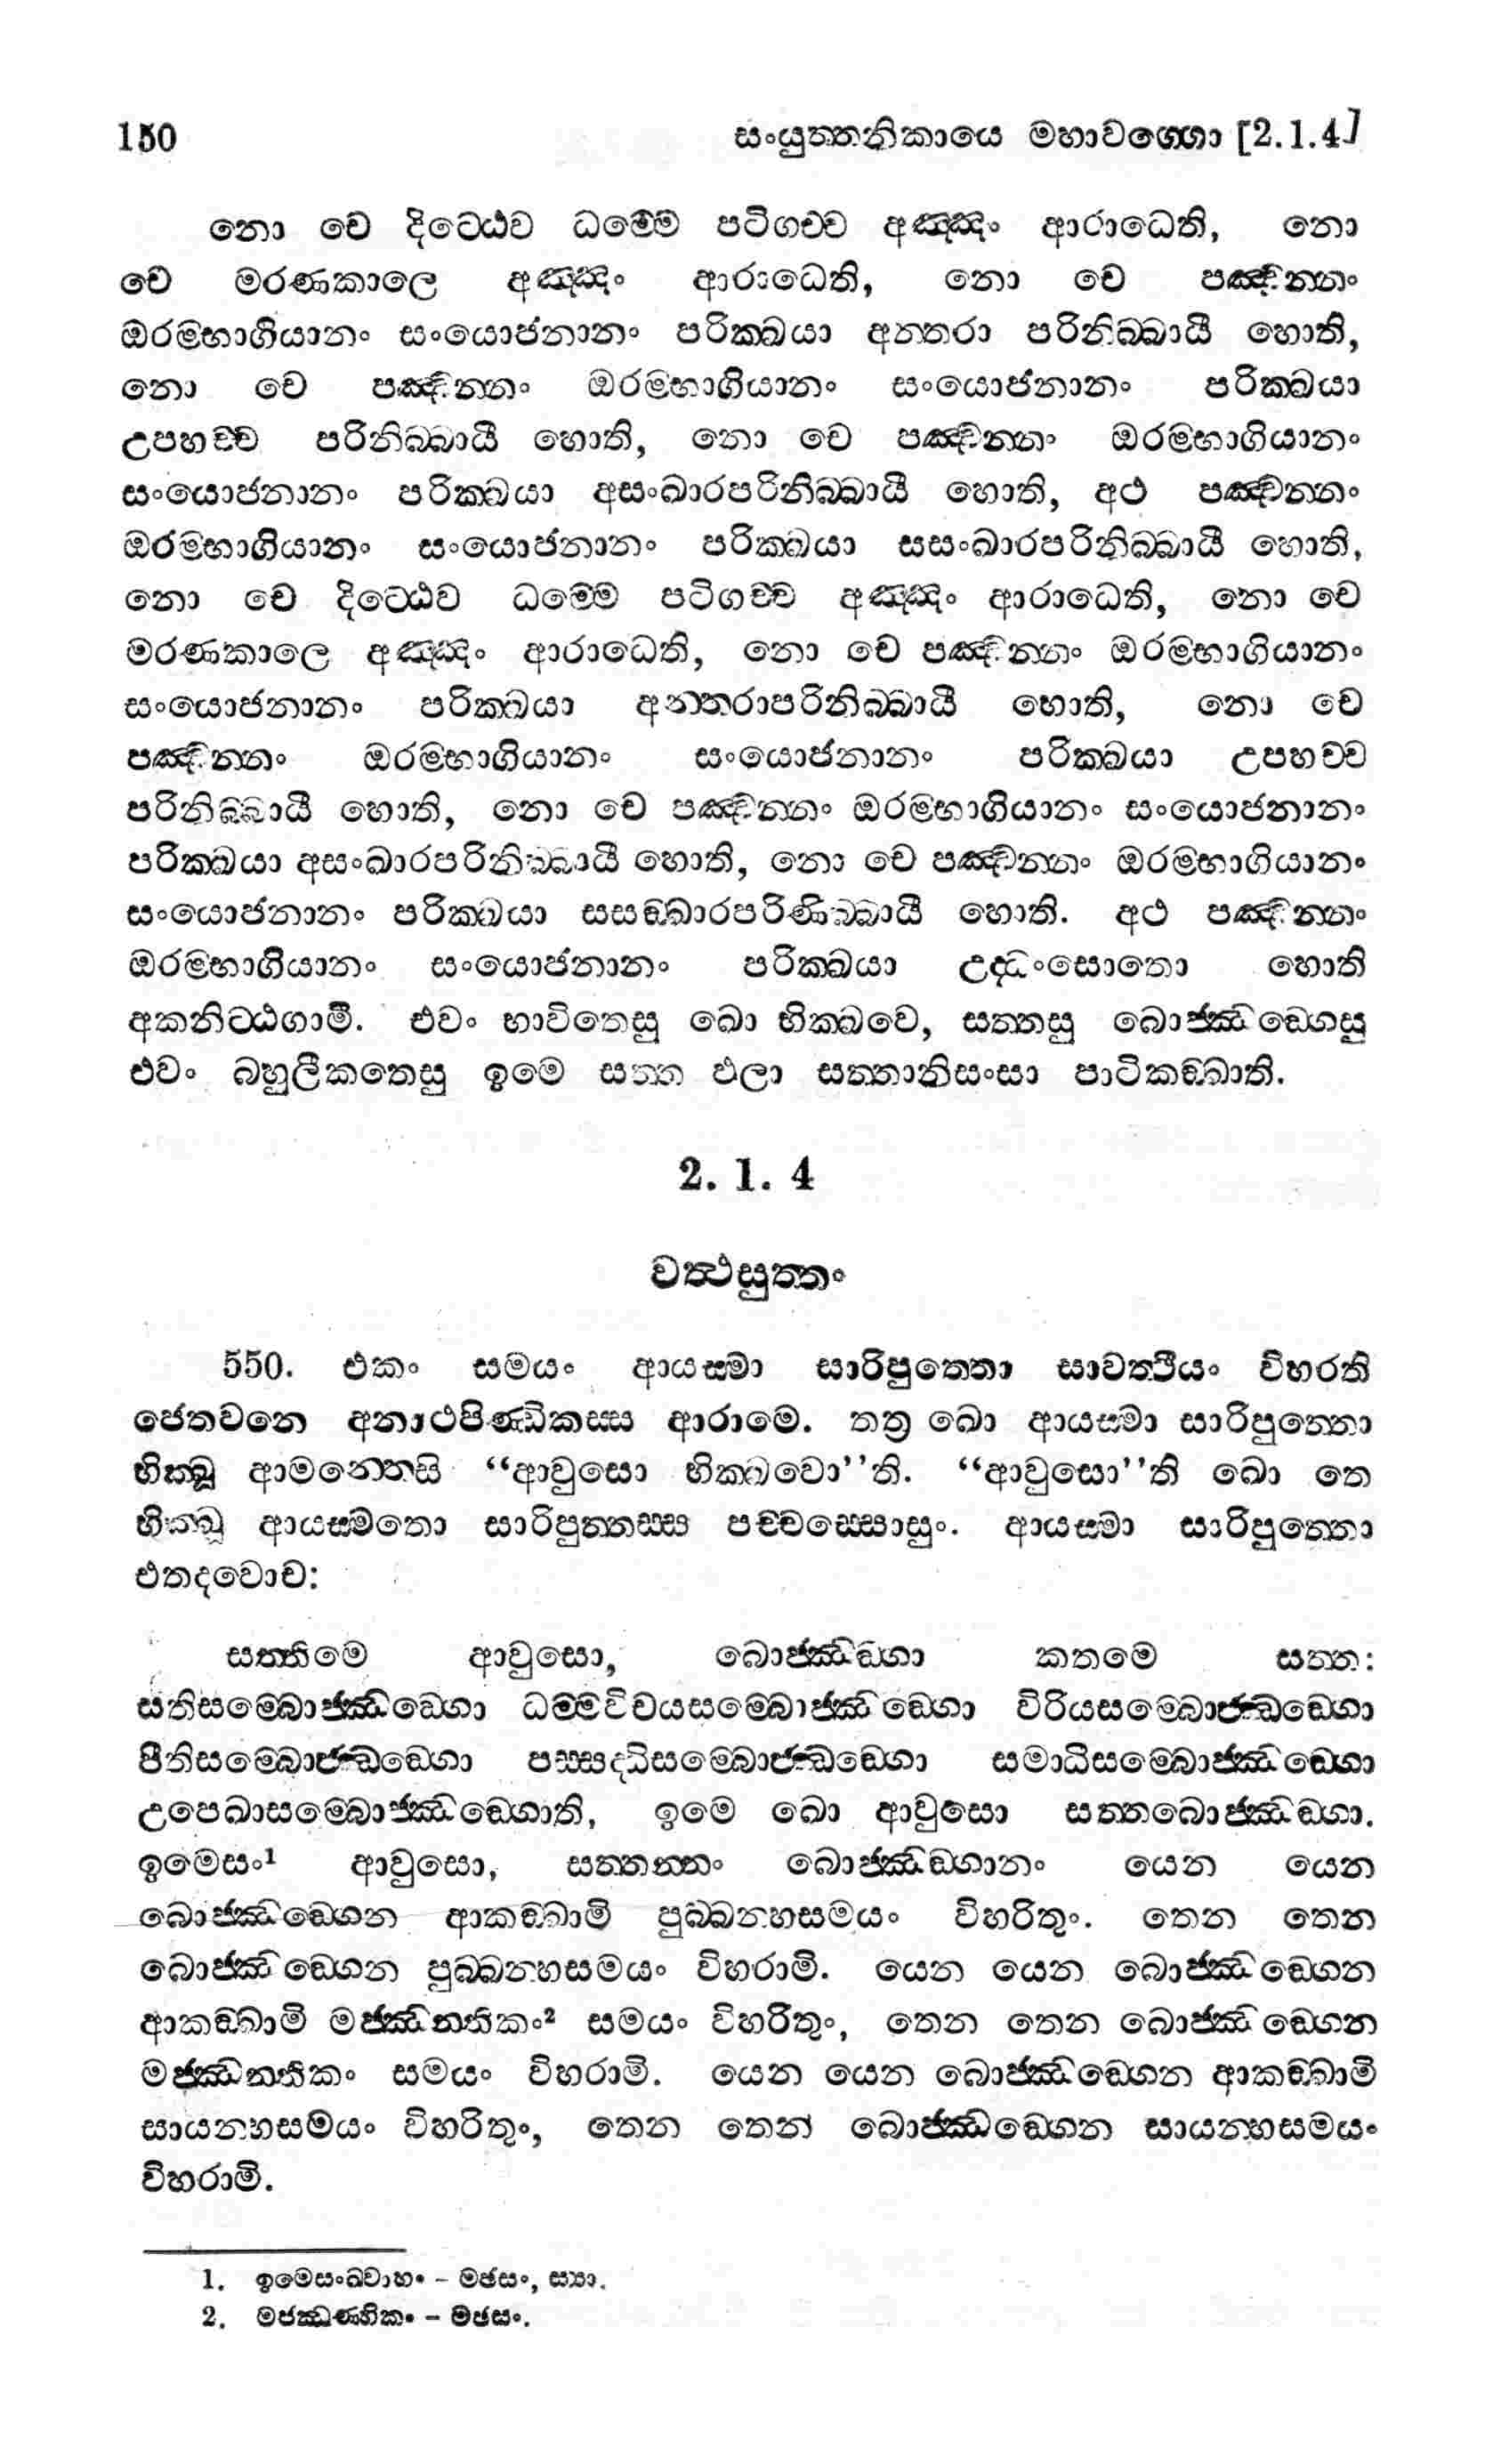 150 සංයුත්තනිකායෙ මහාවග්ගො [2.1.4]
නො චෙ දිට්ඨෙව ධම්මෙ පටිගච්ච අඤ්ඤං ආරාධෙති, නො
චෙ මරණකාලෙ අඤ්ඤං ආරාධෙති, නො චෙ පඤ්චන්නං
ඔරම්භාගියානං සංයොජනානං පරික්ඛයා අන්තරා පරිනිබ්බායී හොති,
නො චෙ පඤ්චන්නං ඔරම්භාගියානං සංයොජනානං පරික්ඛයා
උපහච්ච පරිනිබ්බායී හොති, නො චෙ පඤ්චන්නං ඔරම්භාගියානං
සංයොජනානං පරික්ඛයා අසංඛාරපරිනිබ්බායී හොති, අථ පඤ්චන්නං
ඔරම්භාගියානං සංයොජනානං පරික්ඛයා සසංඛාරපරිනිබ්බායී හොති,
නො චෙ දිට්ඨෙව ධම්මෙ පටිගච්ච අඤ්ඤං ආරාධෙති, නො චෙ
මරණකාලෙ අඤ්ඤං ආරාධෙති, නො චෙ පඤ්චන්නං ඔරම්භාගියානං
සංයොජනානං පරික්ඛයා අන්තරාපරිනිබ්බායී හොති, නො චෙ
පඤ්චන්නං ඔරම්භාගියානං සංයොජනානං පරික්ඛයා උපහච්ච
පරිනිබ්බායී හොති, නො චෙ පඤ්චන්නං ඔරම්භාගියානං සංයොජනානං
පරික්ඛයා අසංඛාරපරිනිබ්බායී හොති, නො චෙ පඤ්චන්නං ඔරම්භාගියානං
සංයොජනානං පරික්ඛයා සසඞ්ඛාරපරිණිබ්බායී හොති. අථ පඤ්චන්නං
ඔරම්භාගියානං සංයොජනානං පරික්ඛයා උද්ධංසොතො හොති
අකනිට්ඨගාමී. එවං භාවිතෙසු ඛො භික්ඛවෙ, සත්තසු බොජ්ඣඞ්ගෙසු
එවං බහුලීකතෙසු ඉමෙ සත්ත ඵලා සත්තානිසංසා පාටිකඞ්ඛාති.
2. 1. 4
වත්ථසුත්තං
550. එකං සමයං ආයස්මා සාරිපුත්තො සාවත්ථියං විහරති
ජෙතවනෙ අනාථපිණ්ඩිකස්ස ආරාමෙ. තත්‍ර ඛො ආයස්මා සාරිපුත්තො
භික්ඛූ ආමන්තෙසි “ආවුසො භික්ඛවො’’ති. “ආවුසො’’ති ඛො තෙ
භික්ඛූ ආයස්මතො සාරිපුත්තස්ස පච්චස්සොසුං. ආයස්මා සාරිපුත්තො
එතදවොච:
සත්තිමෙ ආවුසො, බොජ්ඣඞ්ගා කතමෙ සත්ත:
සතිසම්බොජ්ඣඞ්ගො ධම්මවිචයසම්බොජ්ඣඞ්ගො විරියසම්බොජ්ඣඞ්ගො
පීතිසම්බොජ්ඣඞ්ගො පස්සද්ධිසම්බොජ්ඣඞ්ගො සමාධිසම්බොජ්ඣඞ්ගො
උපෙඛාසම්බොජ්ඣඞ්ගොති, ඉමෙ ඛො ආවුසො සත්තබොජ්ඣඞ්ගා.
ඉමෙසං¹ ආවුසො, සත්තන්නං බොජ්ඣඞ්ගානං යෙන යෙන
බොජ්ඣඞ්ගෙන ආකඞ්ඛාමි පුබ්බන්හසමයං විහරිතුං. තෙන තෙන
බොජ්ඣඞ්ගෙන පුබ්බන්හසමයං විහරාමි. යෙන යෙන බොජ්ඣඞ්ගෙන
ආකඞ්ඛාමි මජ්ඣන්තිකං² සමයං විහරිතුං, තෙන තෙන බොජ්ඣඞ්ගෙන
මජ්ඣන්තිකං සමයං විහරාමි. යෙන යෙන බොජ්ඣඞ්ගෙන ආකඞ්ඛාමි
සායන්හසමයං විහරිතුං, තෙන තෙන බොජ්ඣඞ්ගෙන සායන්හසමයං
විහරාමි.
1. ඉමෙසංඛ්වාහං – මඡසං, ස්‍යා.
2. මජ්ඣණ්හිකං – මඡසං.